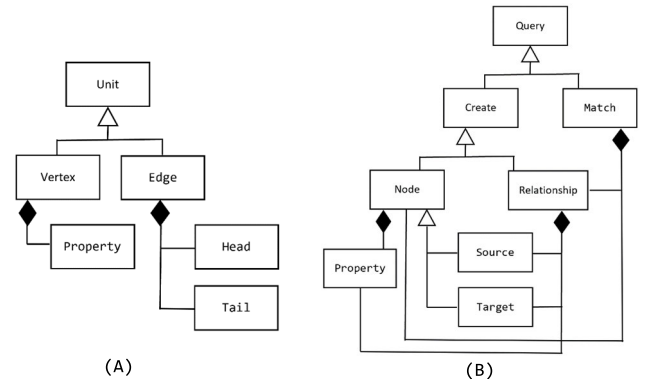 Unit
Vertex
Edge
Property
Head
Tail
(A)
Query
Create
Match
Node
Relationship
Property
Source
Target
(B)